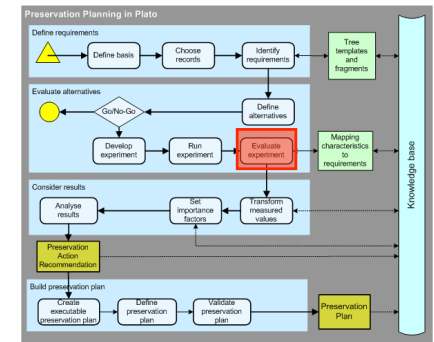 Preservation Planning in Plato
Define requirements
Define basis
Choose
records
Identify
requirements
Tree
templates
and
fragments
Evaluate alternatives
Go/No-Go
Define
alternatives
Develop
experiment
Run
experiment
Evaluate
experiment
Mapping
characteristics
to
requirements
Knowledge base
Consider results
Analyse
results
Set
importance
factors
Transform
measured
values
Preservation
Action
Recommendation
Build preservation plan
Create
executable
preservation plan
Define
preservation
plan
Validate
preservation
plan
Preservation
Plan